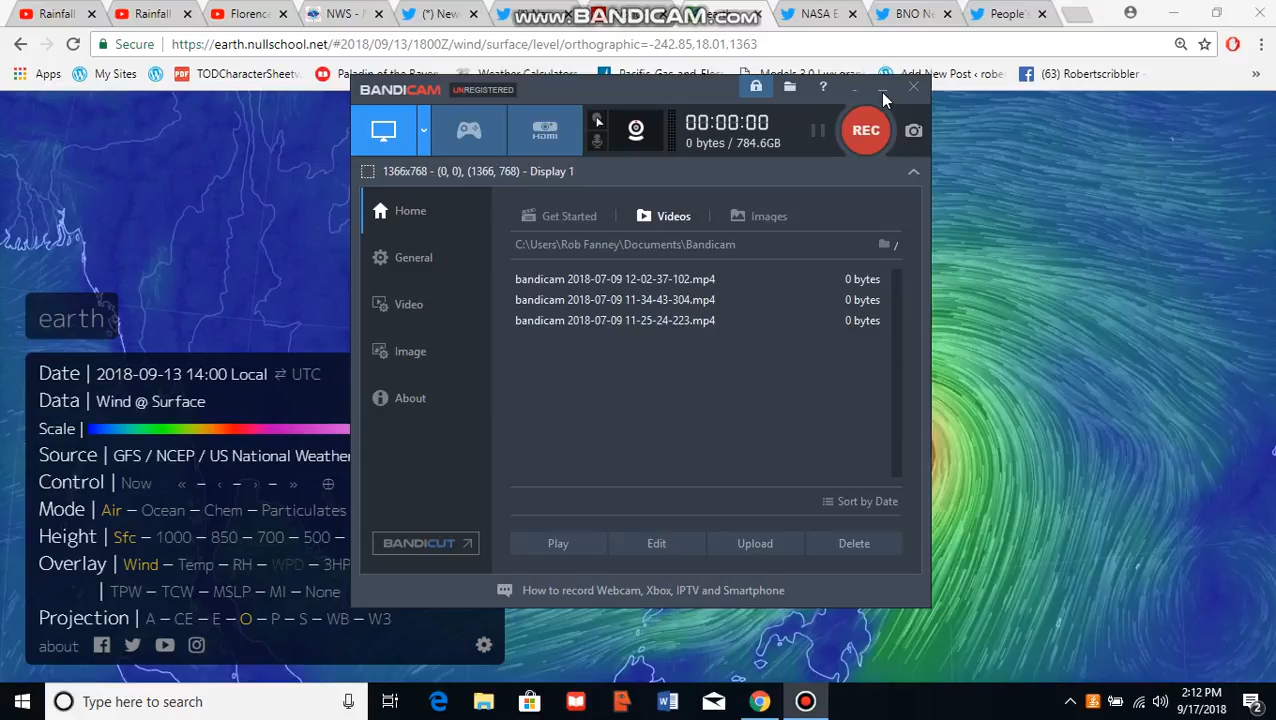 Rainfall
Rainfall
Florence
NWS - N
(* Nev
NASA E
BNO Ne
People
www.BANDICAM.com
Secure
https://earth.nullschool.net/#2018/09/13/1800Z/wind/surface/level/orthographic=-242.85,18.01,1363
Apps
My Sites
TODCharacterSheet
Paladin of the Raven
Weather Calculators
Pacific Gas and Electric
Add New Post ‹ robe
(63) Robertscribbler
»
BANDICAM UNREGISTERED
?
HDMI
00:00:00
0 bytes / 784.6GB
REC
1366x768 - (0, 0), (1366, 768) - Display 1
Home
General
Video
Image
About
BANDICUT
Get Started
Videos
Images
C:\Users\Rob Fanney\Documents\Bandicam
/
bandicam 2018-07-09 12-02-37-102.mp4 0 bytes
bandicam 2018-07-09 11-34-43-304.mp4 0 bytes
bandicam 2018-07-09 11-25-24-223.mp4 0 bytes
Sort by Date
Play
Edit
Upload
Delete
How to record Webcam, Xbox, IPTV and Smartphone
earth
Date | 2018-09-13 14:00 Local ⇄ UTC
Data | Wind @ Surface
Scale |
Source | GFS / NCEP / US National Weather
Control | Now « – ‹ – › – » ⊕
Mode | Air – Ocean – Chem – Particulates
Height | Sfc – 1000 – 850 – 700 – 500 –
Overlay | Wind – Temp – RH – WPD – 3HP
| TPW – TCW – MSLP – MI – None
Projection | A – CE – E – O – P – S – WB – W3
about
Type here to search
2:12 PM
9/17/2018
2